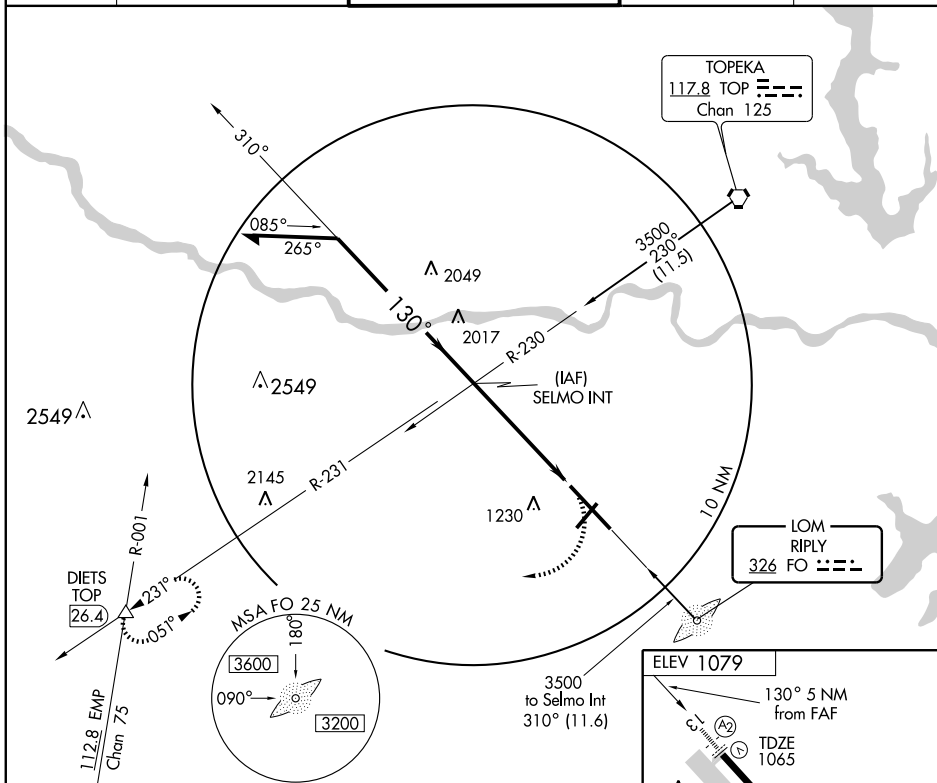 TOPEKA
117.8 TOP
Chan 125
310°
085°
265°
3500
230°
(11.5)
2049
130°
2017
R-230
(IAF)
SELMO INT
2549
2549
R-231
2145
1230
10 NM
R-001
LOM
RIPLY
326 FO
DIETS
TOP
26.4
231°
051°
MSA FO 25 NM
180°
3600
090°
3200
3500
to Selmo Int
310° (11.6)
112.8 EMP
Chan 75
ELEV 1079
130° 5 NM
from FAF
13
A2
V
TDZE
1065